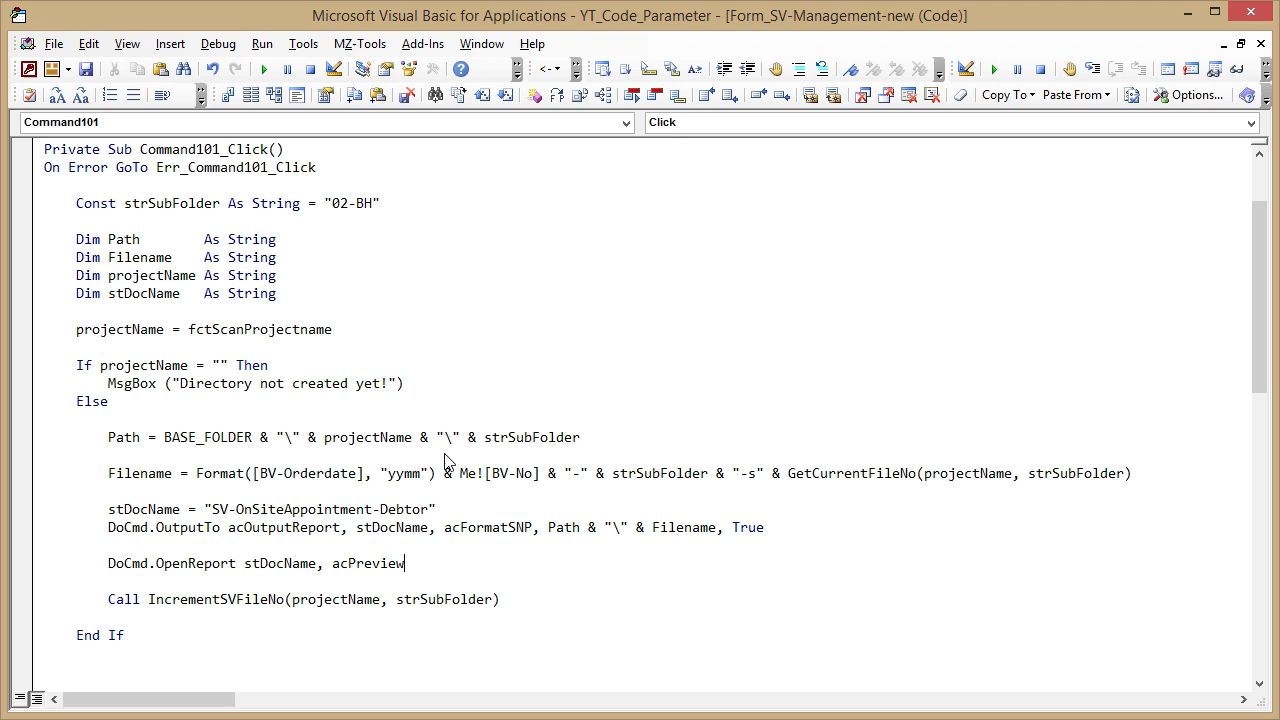 Microsoft Visual Basic for Applications - YT_Code_Parameter - [Form_SV-Management-new (Code)]
File Edit View Insert Format Debug Run Tools MZ-Tools Add-Ins Window Help
Copy To Paste From Options...
Command101 Click
Private Sub Command101_Click()
On Error GoTo Err_Command101_Click
Const strSubFolder As String = "02-BH"
Dim Path As String
Dim Filename As String
Dim projectName As String
Dim stDocName As String
projectName = fctScanProjectname
If projectName = "" Then
MsgBox ("Directory not created yet!")
Else
Path = BASE_FOLDER & "\" & projectName & "\" & strSubFolder
Filename = Format([BV-Orderdate], "yymm") & Me![BV-No] & "-" & strSubFolder & "-s" & GetCurrentFileNo(projectName, strSubFolder)
stDocName = "SV-OnSiteAppointment-Debtor"
DoCmd.OutputTo acOutputReport, stDocName, acFormatSNP, Path & "\" & Filename, True
DoCmd.OpenReport stDocName, acPreview
Call IncrementSVFileNo(projectName, strSubFolder)
End If